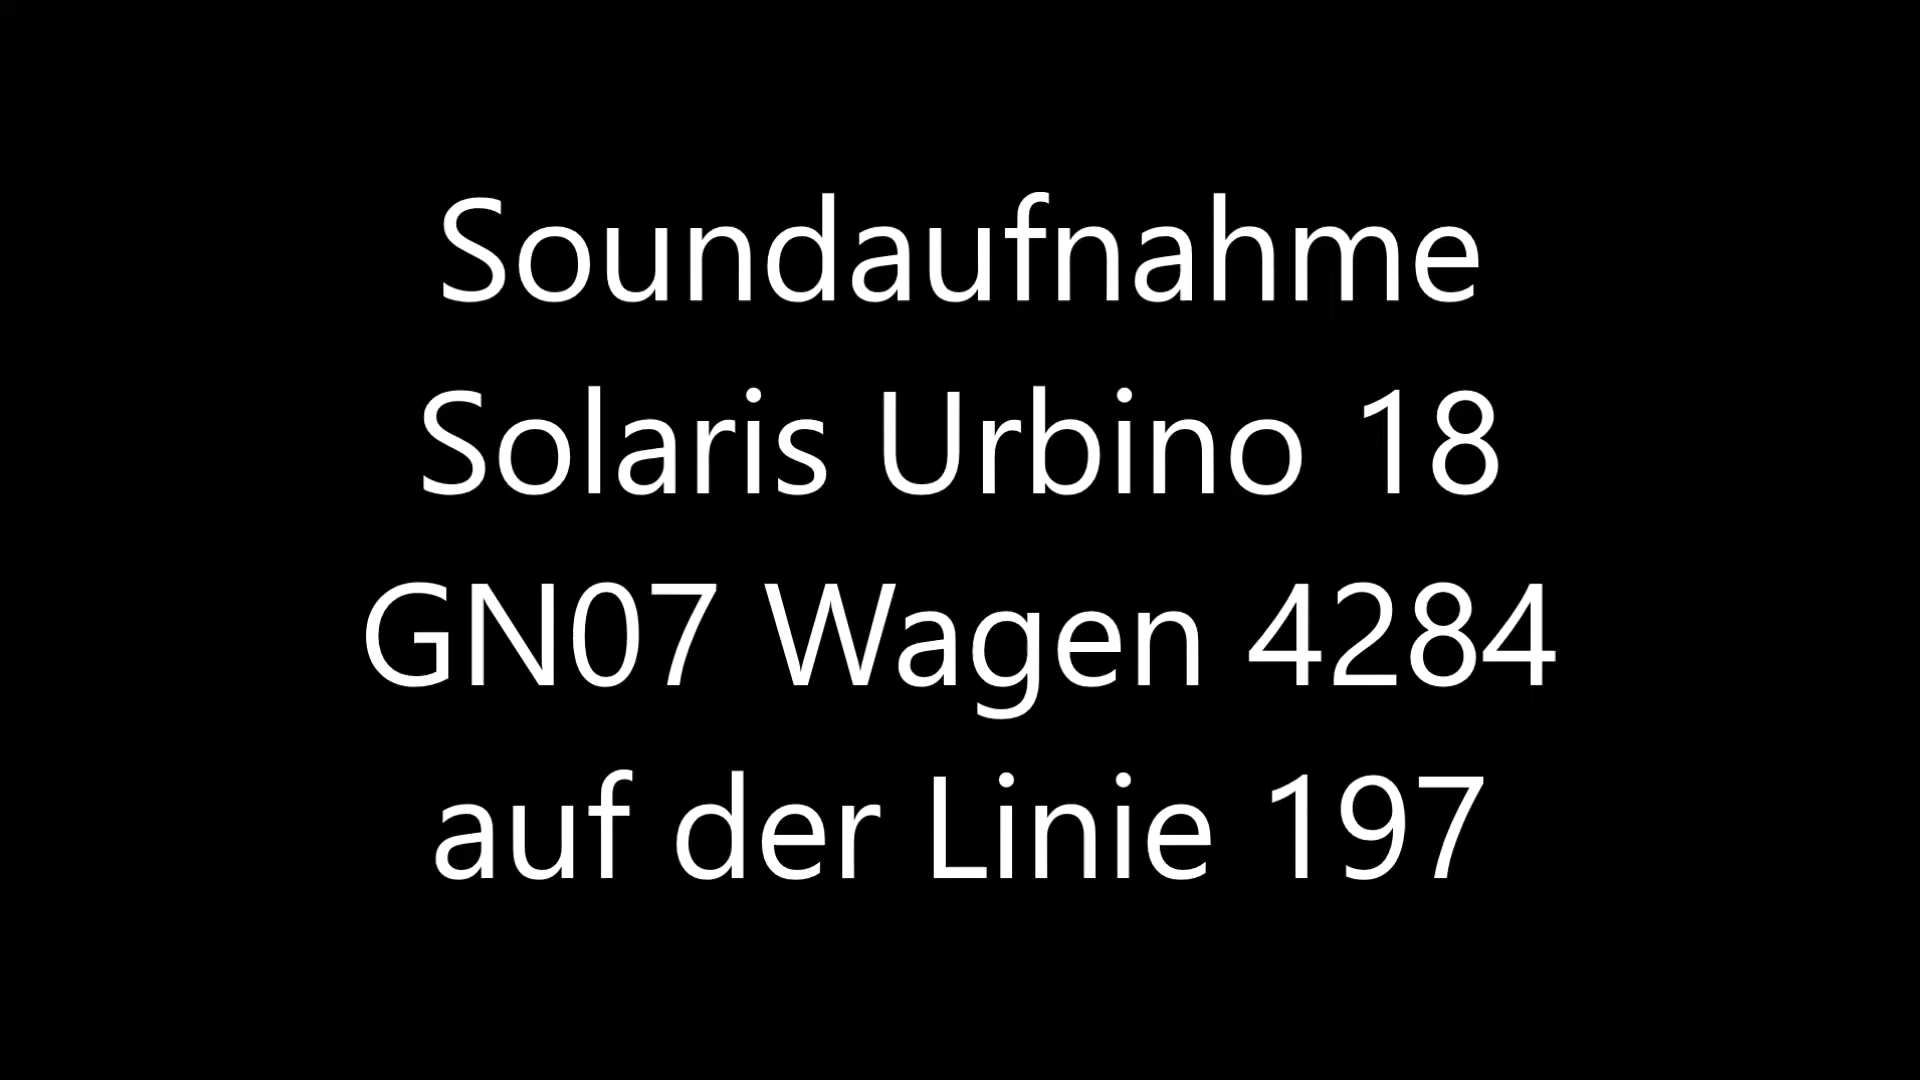 Soundaufnahme
Solaris Urbino 18
GN07 Wagen 4284
auf der Linie 197